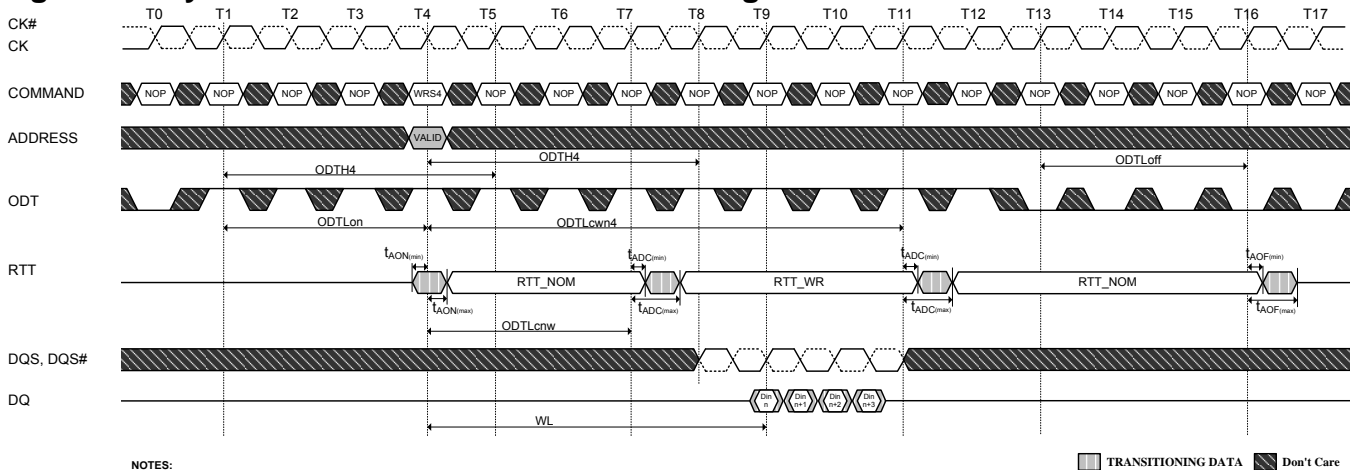 T0 T1 T2 T3 T4 T5 T6 T7 T8 T9 T10 T11 T12 T13 T14 T15 T16 T17
CK#
CK
COMMAND NOP NOP NOP NOP WRS4 NOP NOP NOP NOP NOP NOP NOP NOP NOP NOP NOP NOP NOP
ADDRESS VALID
ODTH4 ODTH4 ODTLoff
ODT
ODTLon ODTLcwn4
tAON(min) tADC(min) tADC(min) tAOF(min)
RTT RTT_NOM RTT_WR RTT_NOM
tAON(max) tADC(max) tADC(max) tAOF(max)
ODTLcnw
DQS, DQS#
DQ Din n Din n+1 Din n+2 Din n+3
WL
NOTES: TRANSITIONING DATA Don't Care